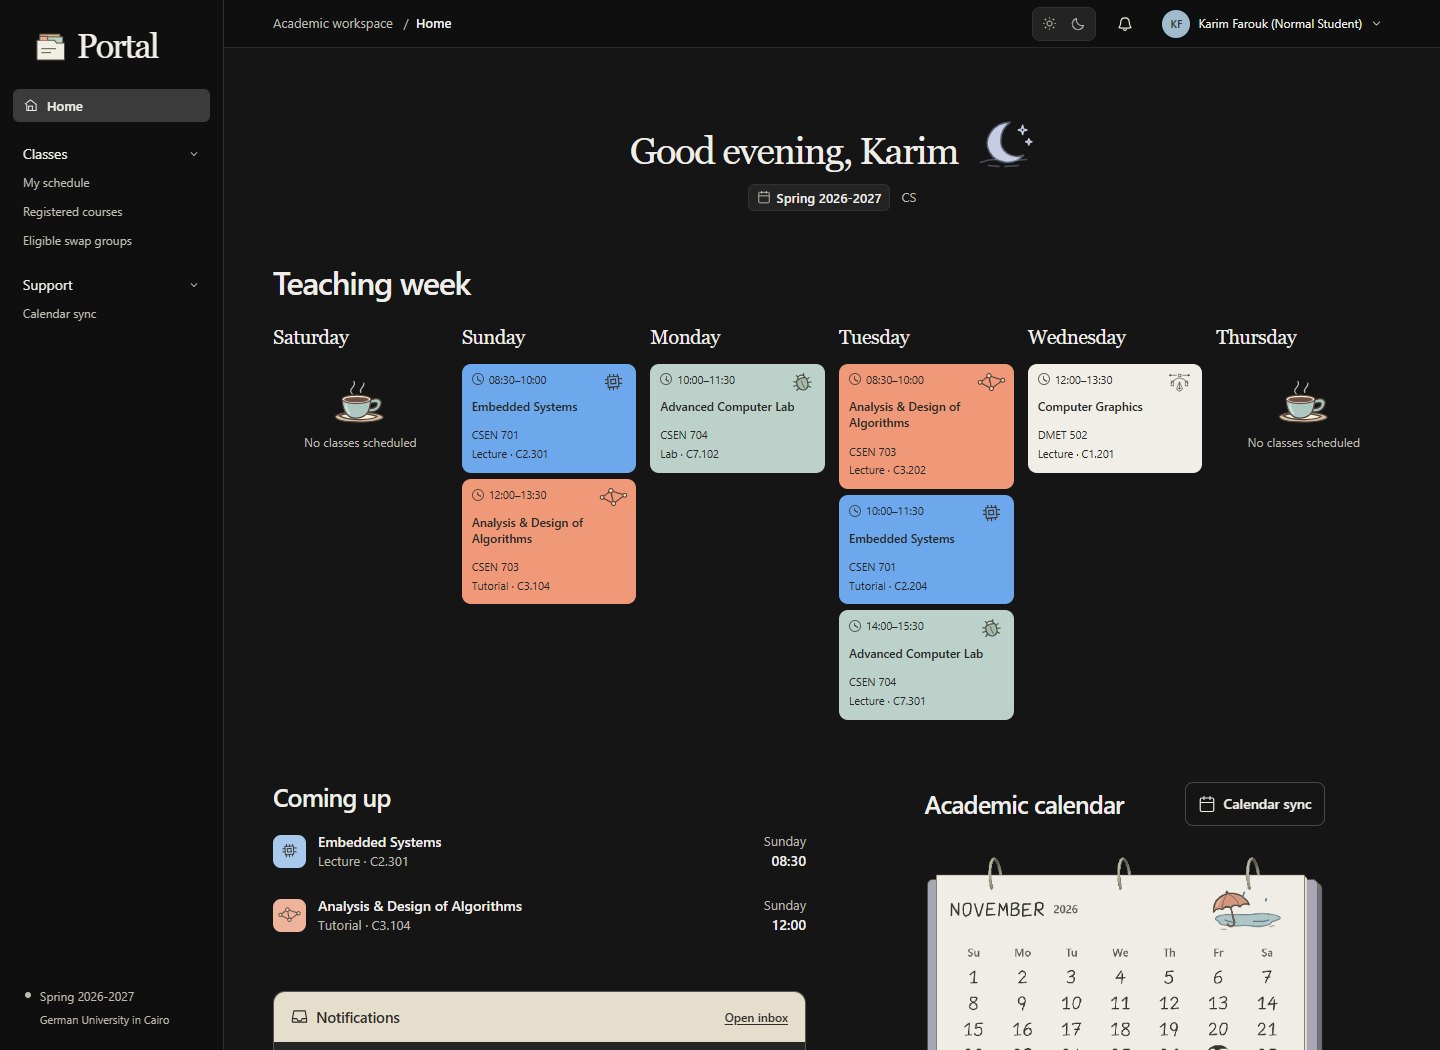 Portal
Home
Classes
My schedule
Registered courses
Eligible swap groups
Support
Calendar sync
Spring 2026-2027
German University in Cairo
Academic workspace / Home
KF Karim Farouk (Normal Student)
Good evening, Karim
Spring 2026-2027 CS
Teaching week
Saturday
No classes scheduled
Sunday
08:30–10:00
Embedded Systems
CSEN 701
Lecture · C2.301
12:00–13:30
Analysis & Design of
Algorithms
CSEN 703
Tutorial · C3.104
Monday
10:00–11:30
Advanced Computer Lab
CSEN 704
Lab · C7.102
Tuesday
08:30–10:00
Analysis & Design of
Algorithms
CSEN 703
Lecture · C3.202
10:00–11:30
Embedded Systems
CSEN 701
Tutorial · C2.204
14:00–15:30
Advanced Computer Lab
CSEN 704
Lecture · C7.301
Wednesday
12:00–13:30
Computer Graphics
DMET 502
Lecture · C1.201
Thursday
No classes scheduled
Coming up
Embedded Systems
Lecture · C2.301
Sunday
08:30
Analysis & Design of Algorithms
Tutorial · C3.104
Sunday
12:00
Notifications
Open inbox
Academic calendar
Calendar sync
NOVEMBER 2026
Su Mo Tu We Th Fr Sa
1 2 3 4 5 6 7
8 9 10 11 12 13 14
15 16 17 18 19 20 21